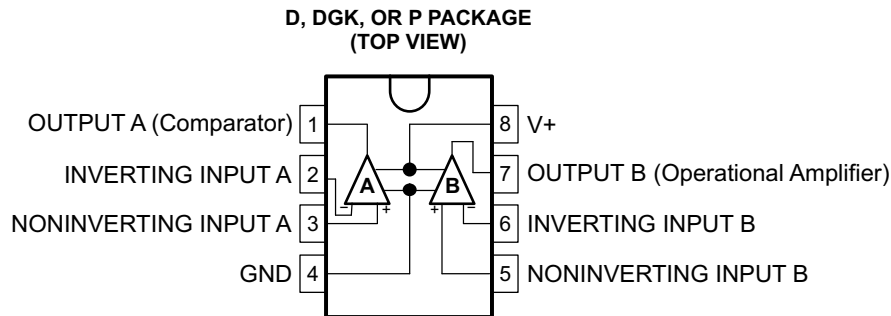 D, DGK, OR P PACKAGE
(TOP VIEW)
OUTPUT A (Comparator) 1
8 V+
INVERTING INPUT A 2
7 OUTPUT B (Operational Amplifier)
A
B
− + + −
NONINVERTING INPUT A 3
6 INVERTING INPUT B
GND 4
5 NONINVERTING INPUT B